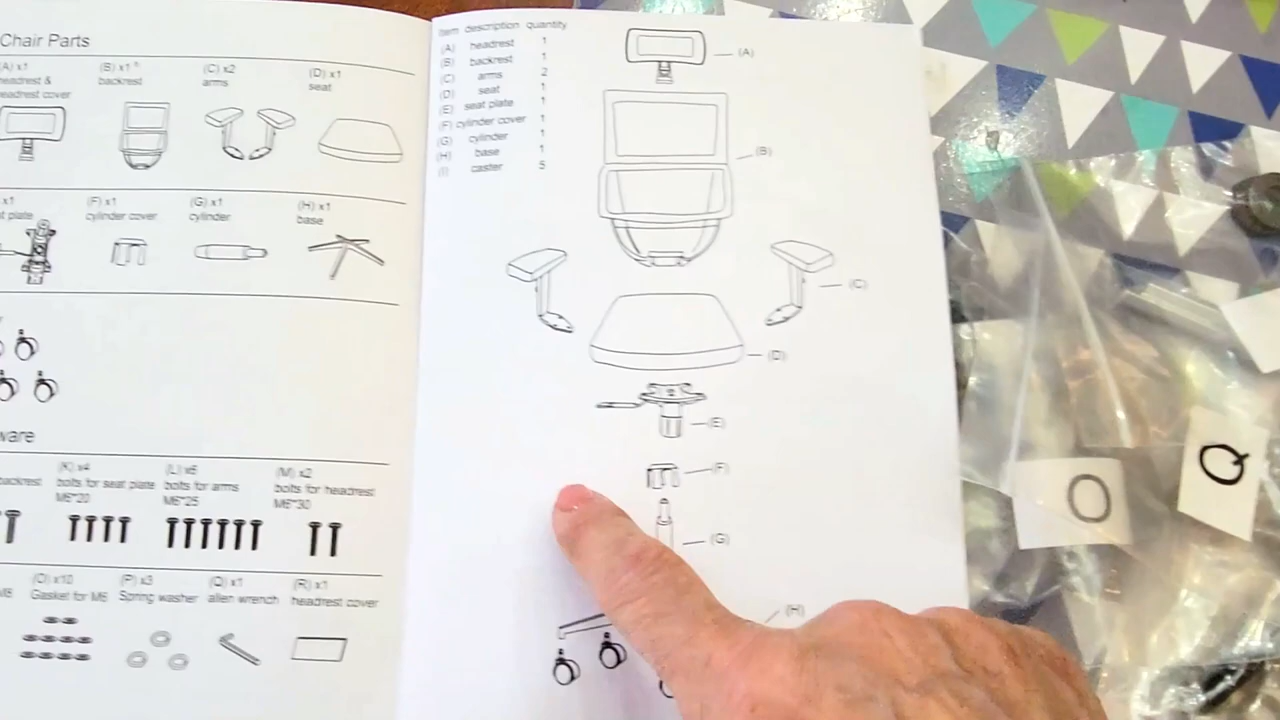 Chair Parts
(A) x1
headrest &
headrest cover
(B) x1
backrest
(C) x2
arms
(D) x1
seat
x1
plate
(F) x1
cylinder cover
(G) x1
cylinder
(H) x1
base
backrest
(K) x4
bolts for seat plate
M6*20
(L) x6
bolts for arms
M6*25
(M) x2
bolts for headrest
M6*30
(O) x10
Gasket for M6
(P) x3
Spring washer
(Q) x1
allen wrench
(R) x1
headrest cover
item description quantity
(A) headrest 1
(B) backrest 1
(C) arms 2
(D) seat 1
(E) seat plate 1
(F) cylinder cover 1
(G) cylinder 1
(H) base 1
(I) caster 5
(A)
(B)
(C)
(D)
(E)
(F)
(G)
(H)
O
Q